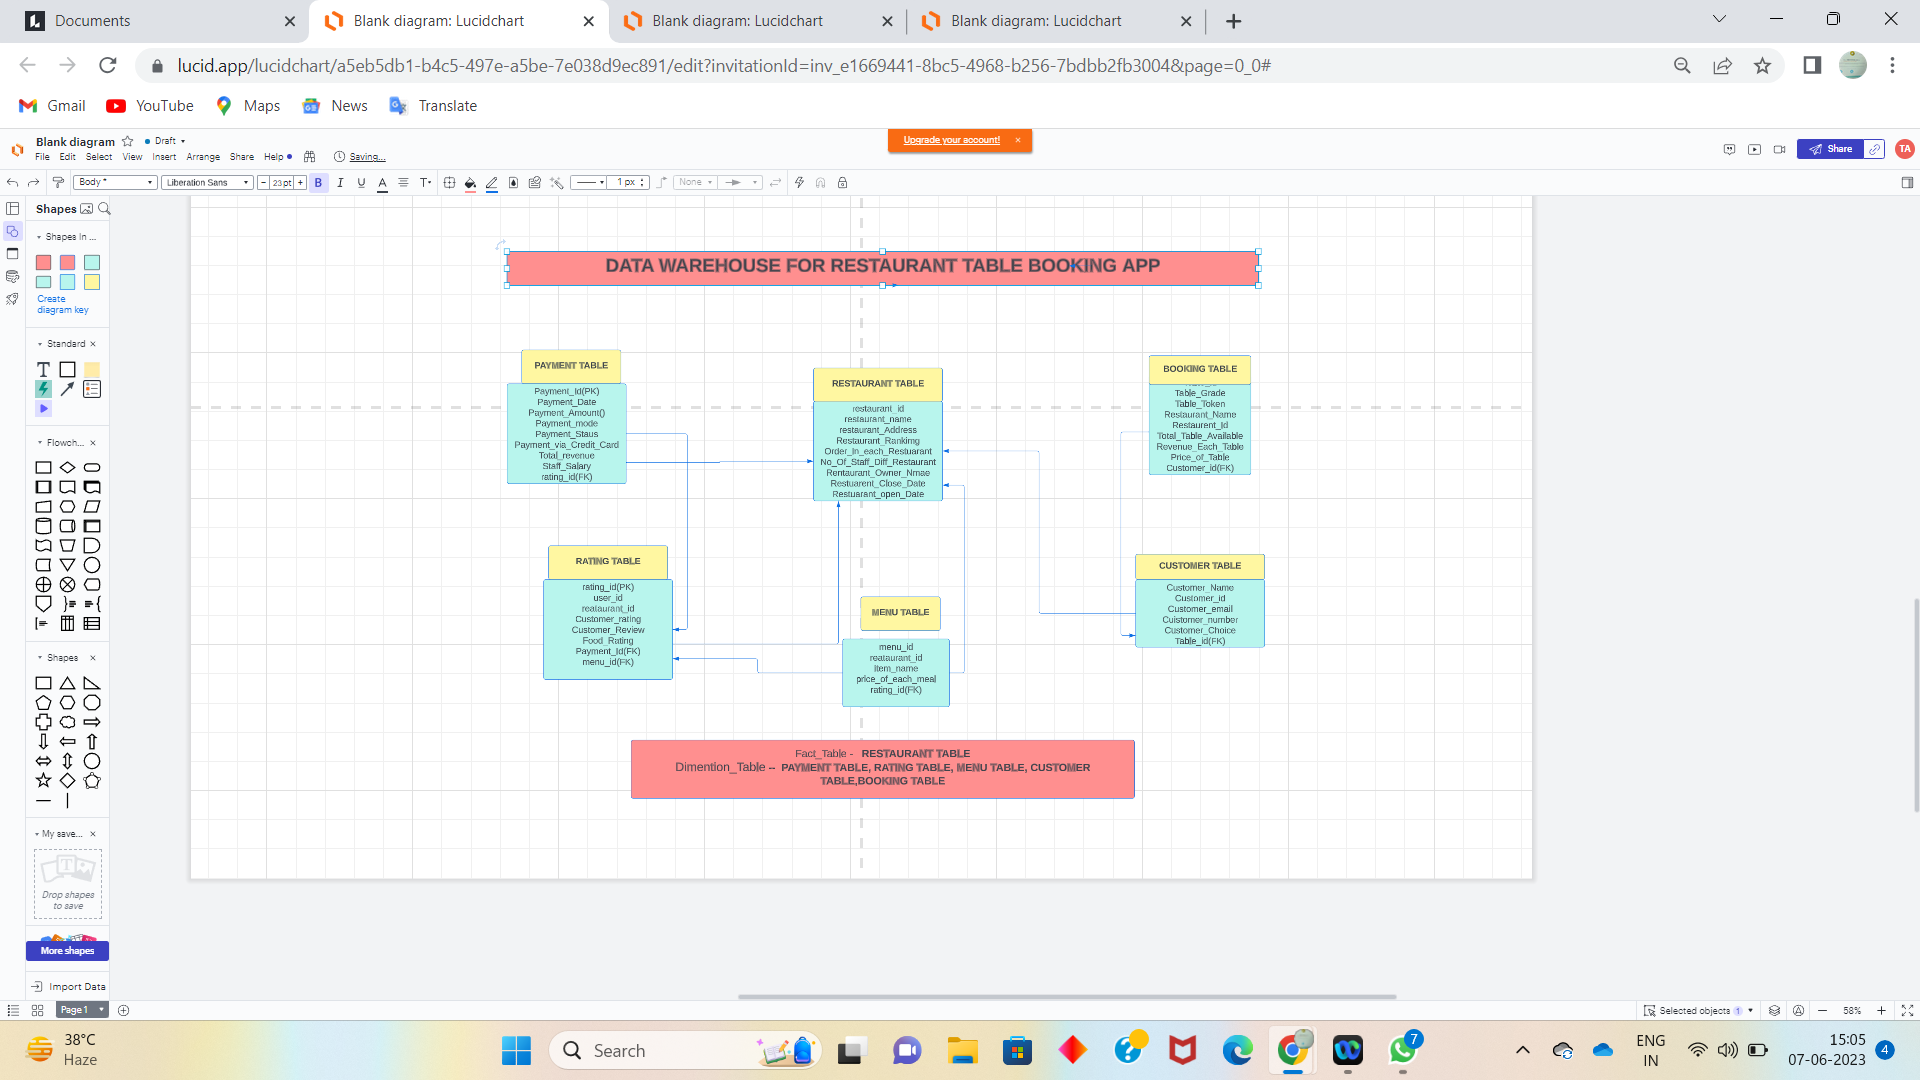 Documents
Blank diagram: Lucidchart
Blank diagram: Lucidchart
Blank diagram: Lucidchart
lucid.app/lucidchart/a5eb5db1-b4c5-497e-a5be-7e038d9ec891/edit?invitationId=inv_e1669441-8bc5-4968-b256-7bdbb2fb3004&page=0_0#
Gmail
YouTube
Maps
News
Translate
Blank diagram
Draft
Upgrade your account!
File Edit Select View Insert Arrange Share Help
Saving...
Share
TA
Body *
Liberation Sans
23 pt
B I U A T
1 px
None
Shapes
Shapes in ...
Create
diagram key
Standard
Flowch...
Shapes
My save...
Drop shapes
to save
More shapes
Import Data
DATA WAREHOUSE FOR RESTAURANT TABLE BOOKING APP
PAYMENT TABLE
Payment_Id(PK)
Payment_Date
Payment_Amount()
Payment_mode
Payment_Staus
Payment_via_Credit_Card
Total_revenue
Staff_Salary
rating_id(FK)
RESTAURANT TABLE
restaurant_id
restaurant_name
restaurant_Address
Restaurant_Rankimg
Order_In_each_Restuarant
No_Of_Staff_Diff_Restaurant
Rentaurant_Owner_Nmae
Restuarent_Close_Date
Restuarant_open_Date
BOOKING TABLE
Table_Grade
Table_Token
Restaurant_Name
Restaurent_Id
Total_Table_Available
Revenue_Each_Table
Price_of_Table
Customer_id(FK)
RATING TABLE
rating_id(PK)
user_id
reataurant_id
Customer_rating
Customer_Review
Food_Rating
Payment_Id(FK)
menu_id(FK)
MENU TABLE
menu_id
reataurant_id
item_name
price_of_each_meal
rating_id(FK)
CUSTOMER TABLE
Customer_Name
Customer_id
Customer_email
Cuistomer_number
Customer_Choice
Table_id(FK)
Fact_Table - RESTAURANT TABLE
Dimention_Table -- PAYMENT TABLE, RATING TABLE, MENU TABLE, CUSTOMER
TABLE,BOOKING TABLE
Page 1
Selected objects 1
58%
38°C
Haze
Search
7
ENG
IN
15:05
07-06-2023
4